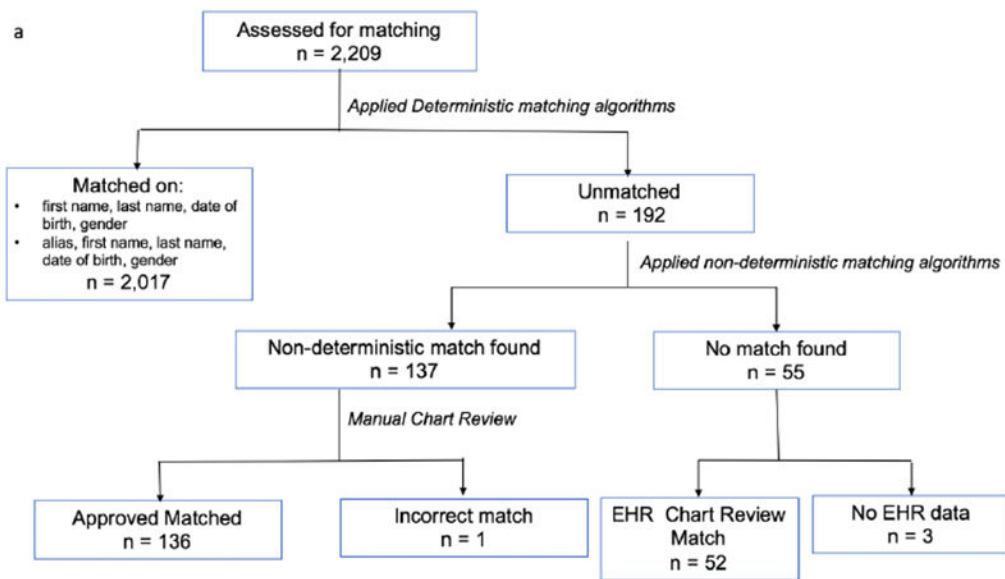 a
Assessed for matching
n = 2,209
Applied Deterministic matching algorithms
Matched on:
• first name, last name, date of
birth, gender
• alias, first name, last name,
date of birth, gender
n = 2,017
Unmatched
n = 192
Applied non-deterministic matching algorithms
Non-deterministic match found
n = 137
No match found
n = 55
Manual Chart Review
Approved Matched
n = 136
Incorrect match
n = 1
EHR Chart Review
Match
n = 52
No EHR data
n = 3